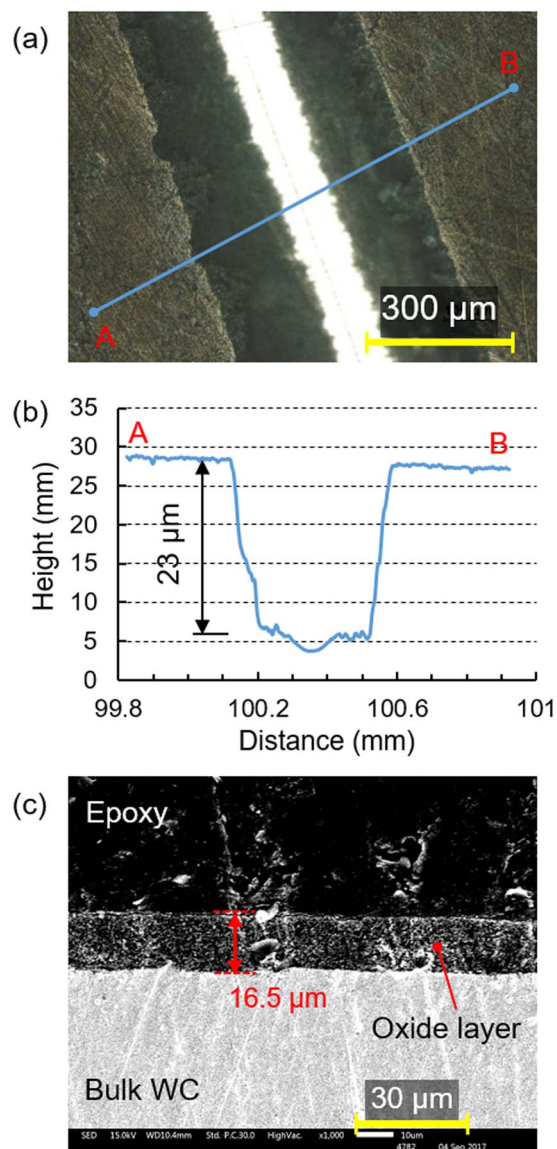 (a)
B
A
300 µm
(b)
35
30
25
20
15
10
5
0
A
B
23 µm
Height (mm)
99.8
100.2
100.6
101
Distance (mm)
(c)
Epoxy
16.5 µm
Oxide layer
Bulk WC
30 µm
SED 15.0kV WD10.4mm Std. P.C.30.0 HighVac. x1,000 10um
4782 04 Sep 2017